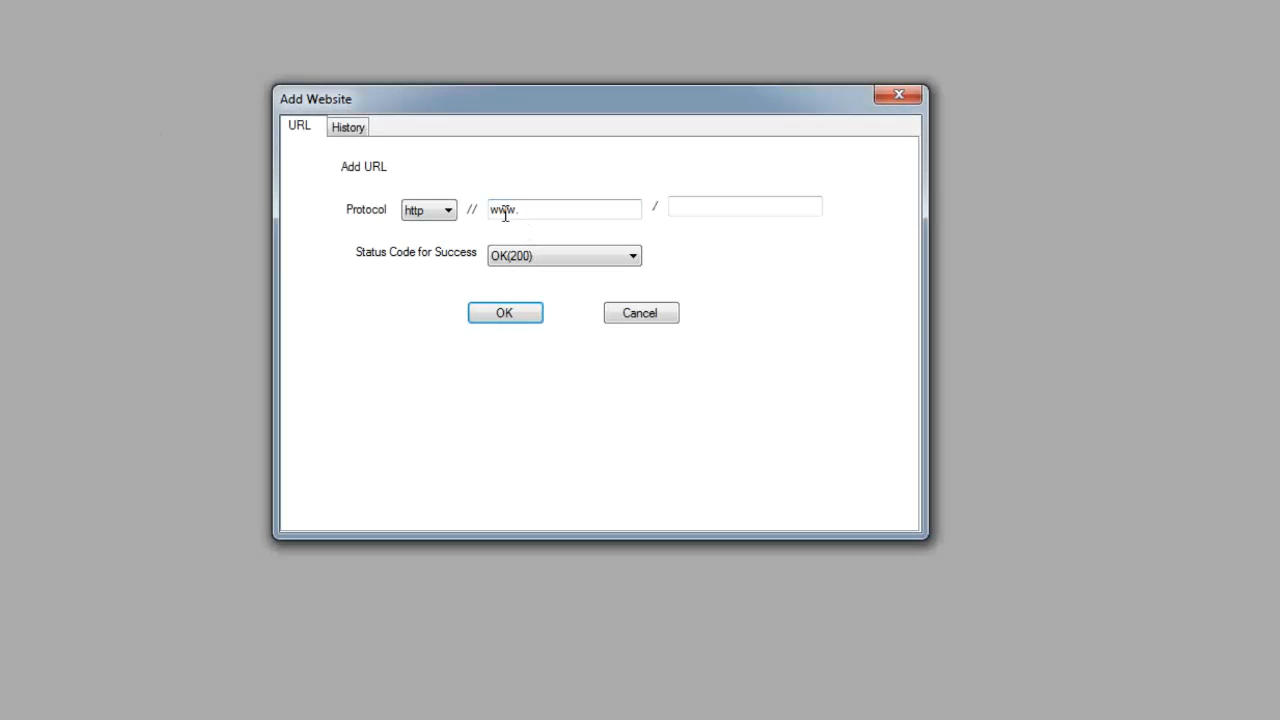 Add Website
URL History
Add URL
Protocol http // www. /
Status Code for Success OK(200)
OK Cancel